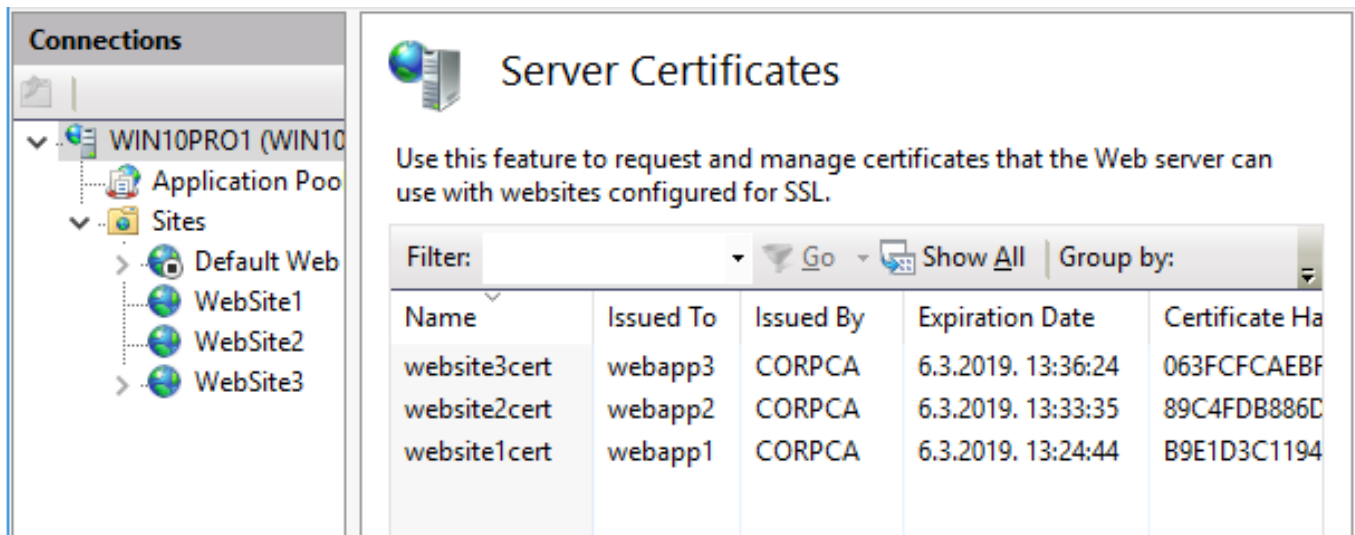 Connections
WIN10PRO1 (WIN10
Application Poo
Sites
Default Web
WebSite1
WebSite2
WebSite3
Server Certificates
Use this feature to request and manage certificates that the Web server can
use with websites configured for SSL.
Filter: Go Show All Group by:
Name Issued To Issued By Expiration Date Certificate Ha
website3cert webapp3 CORPCA 6.3.2019. 13:36:24 063FCFCAEBF
website2cert webapp2 CORPCA 6.3.2019. 13:33:35 89C4FDB886D
website1cert webapp1 CORPCA 6.3.2019. 13:24:44 B9E1D3C1194